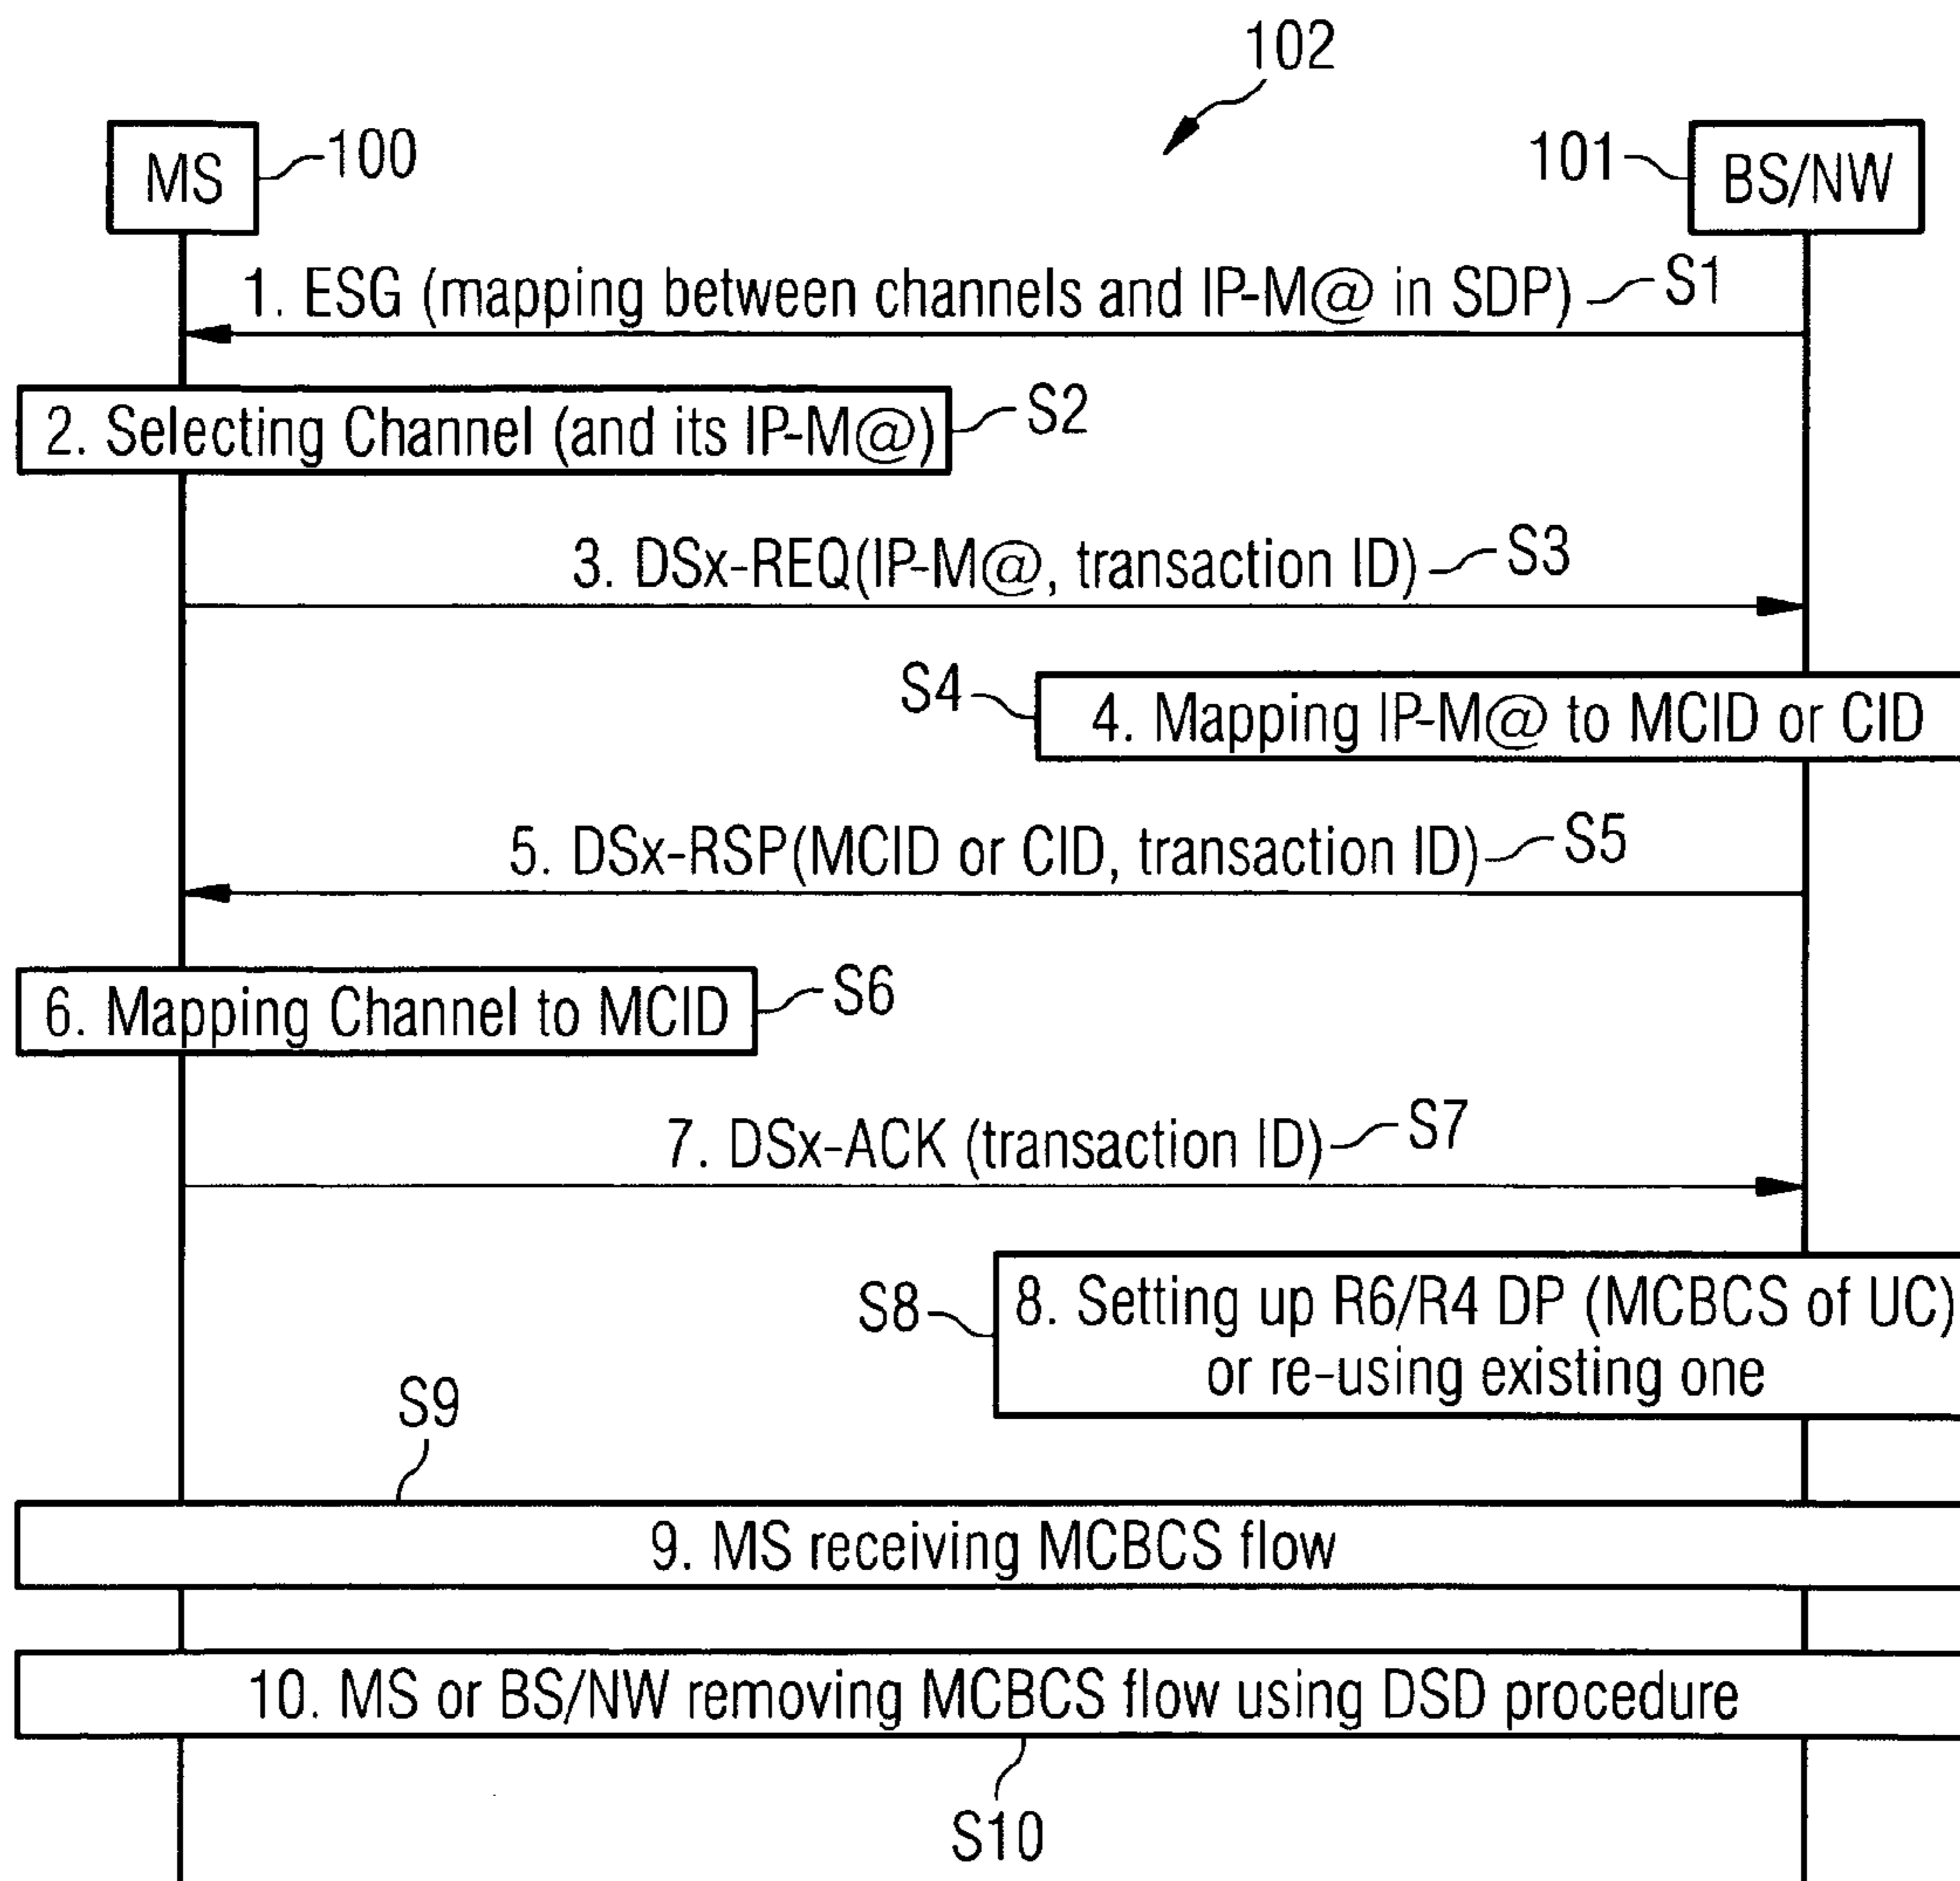 102
MS
100
101
BS/NW
1. ESG (mapping between channels and IP-M@ in SDP)
S1
2. Selecting Channel (and its IP-M@)
S2
3. DSx-REQ(IP-M@, transaction ID)
S3
S4
4. Mapping IP-M@ to MCID or CID
5. DSx-RSP(MCID or CID, transaction ID)
S5
6. Mapping Channel to MCID
S6
7. DSx-ACK (transaction ID)
S7
S8
8. Setting up R6/R4 DP (MCBCS of UC)
or re-using existing one
S9
9. MS receiving MCBCS flow
10. MS or BS/NW removing MCBCS flow using DSD procedure
S10